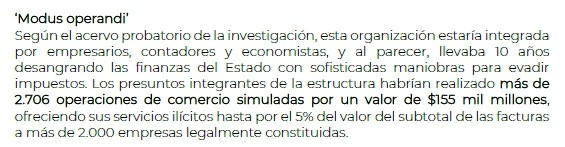 ‘Modus operandi’
Según el acervo probatorio de la investigación, esta organización estaría integrada
por empresarios, contadores y economistas, y al parecer, llevaba 10 años
desangrando las finanzas del Estado con sofisticadas maniobras para evadir
impuestos. Los presuntos integrantes de la estructura habrían realizado más de
2.706 operaciones de comercio simuladas por un valor de $155 mil millones,
ofreciendo sus servicios ilícitos hasta por el 5% del valor del subtotal de las facturas
a más de 2.000 empresas legalmente constituidas.